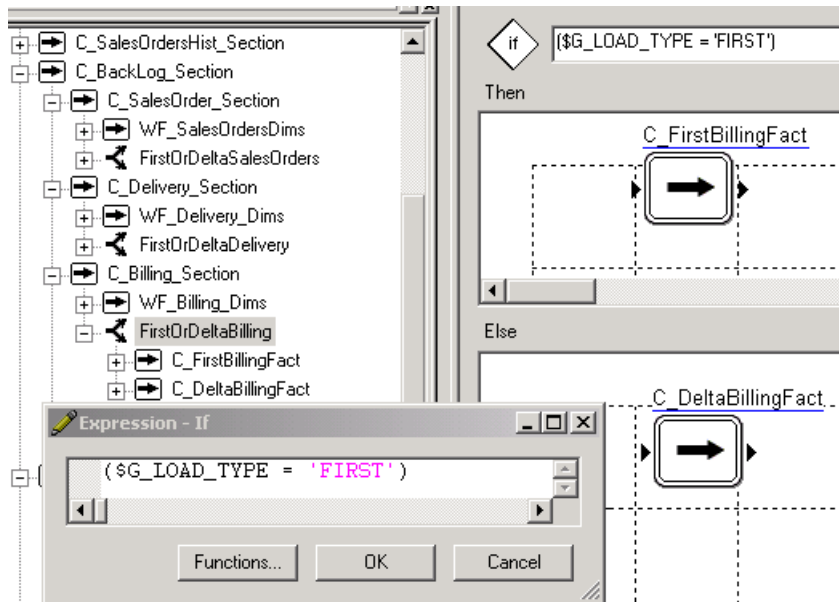 C_SalesOrdersHist_Section
C_BackLog_Section
C_SalesOrder_Section
WF_SalesOrdersDims
FirstOrDeltaSalesOrders
C_Delivery_Section
WF_Delivery_Dims
FirstOrDeltaDelivery
C_Billing_Section
WF_Billing_Dims
FirstOrDeltaBilling
C_FirstBillingFact
C_DeltaBillingFact
if
($G_LOAD_TYPE = 'FIRST')
Then
C_FirstBillingFact
Else
C_DeltaBillingFact
Expression - If
($G_LOAD_TYPE = 'FIRST')
Functions...
OK
Cancel